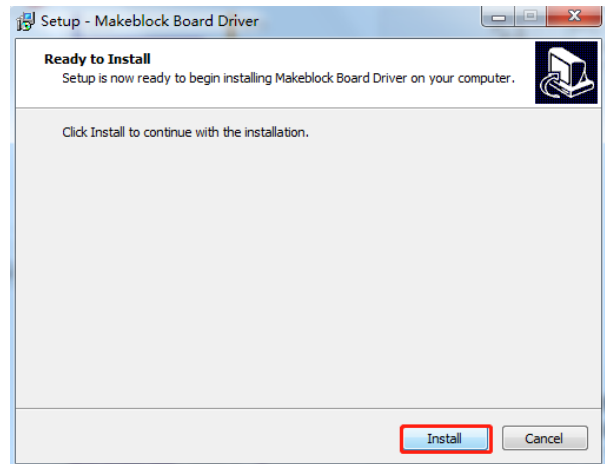 Setup - Makeblock Board Driver
Ready to Install
Setup is now ready to begin installing Makeblock Board Driver on your computer.
Click Install to continue with the installation.
Install
Cancel